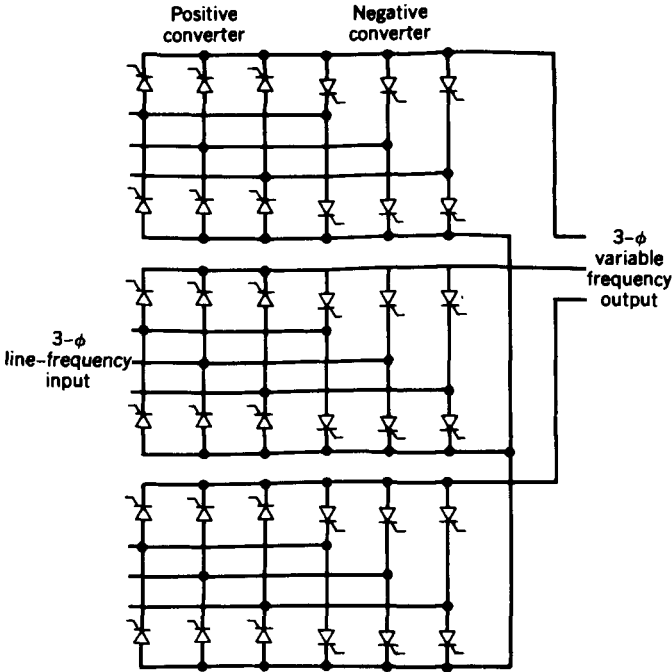 Positive
converter
Negative
converter
3-ϕ
line-frequency
input
3-ϕ
variable
frequency
output